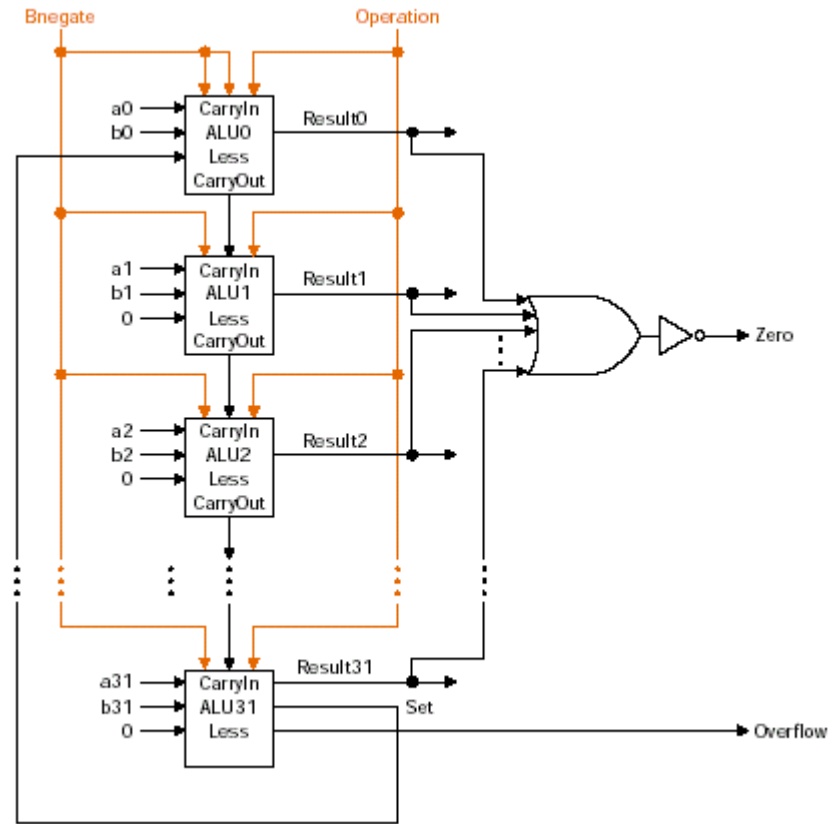 Bnegate
Operation
a0
b0
CarryIn
ALU0
Less
CarryOut
Result0
a1
b1
0
CarryIn
ALU1
Less
CarryOut
Result1
Zero
a2
b2
0
CarryIn
ALU2
Less
CarryOut
Result2
a31
b31
0
CarryIn
ALU31
Less
Result31
Set
Overflow